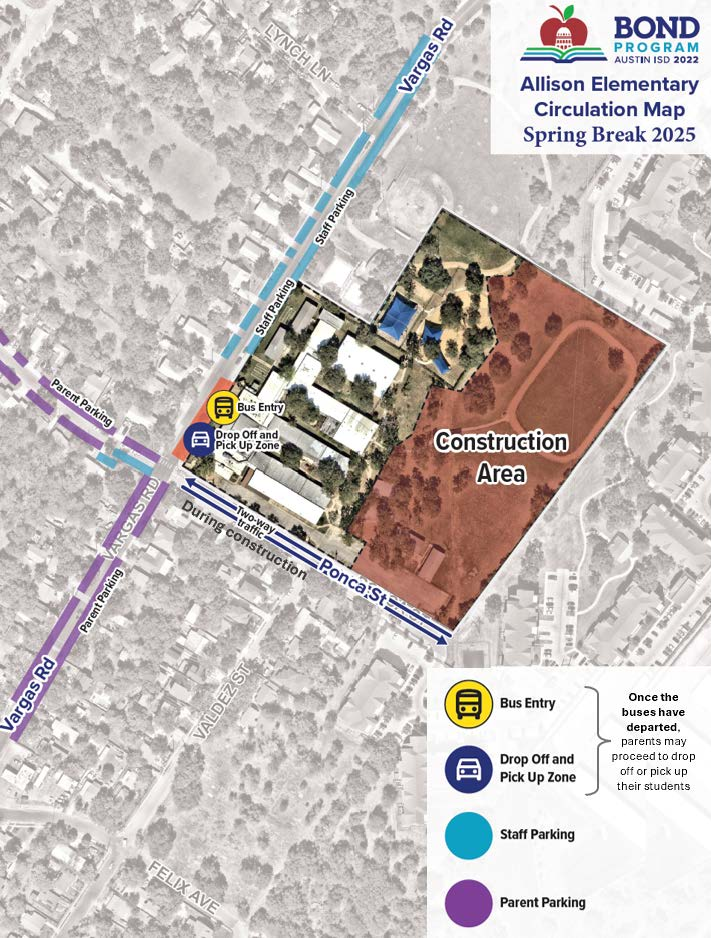 BOND
PROGRAM
AUSTIN ISD 2022
Allison Elementary
Circulation Map
Spring Break 2025
LYNCH LN
Vargas Rd
Staff Parking
Staff Parking
Parent Parking
Bus Entry
Drop Off and
Pick Up Zone
Construction
Area
VARGAS RD
Two-way
traffic
During construction
Ponca St
Parent Parking
Vargas Rd
VALDEZ ST
FELIX AVE
Bus Entry
Drop Off and
Pick Up Zone
Once the
buses have
departed,
parents may
proceed to drop
off or pick up
their students
Staff Parking
Parent Parking